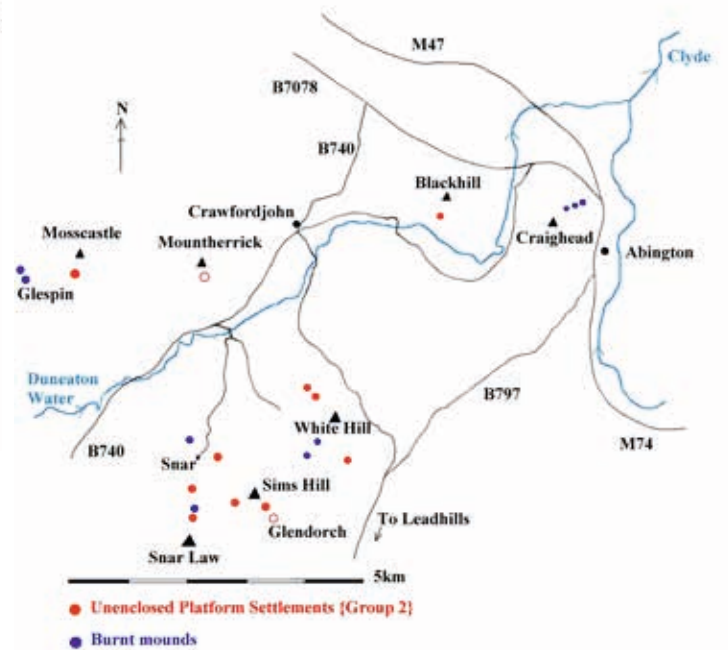 M47
Clyde
B7078
N
B740
Blackhill
Crawfordjohn
Mosscastle
Mountherrick
Craighead
Abington
Glespin
Duneaton
Water
B797
White Hill
M74
B740
Snar
Sims Hill
To Leadhills
Glendorch
Snar Law
5km
Unenclosed Platform Settlements {Group 2}
Burnt mounds